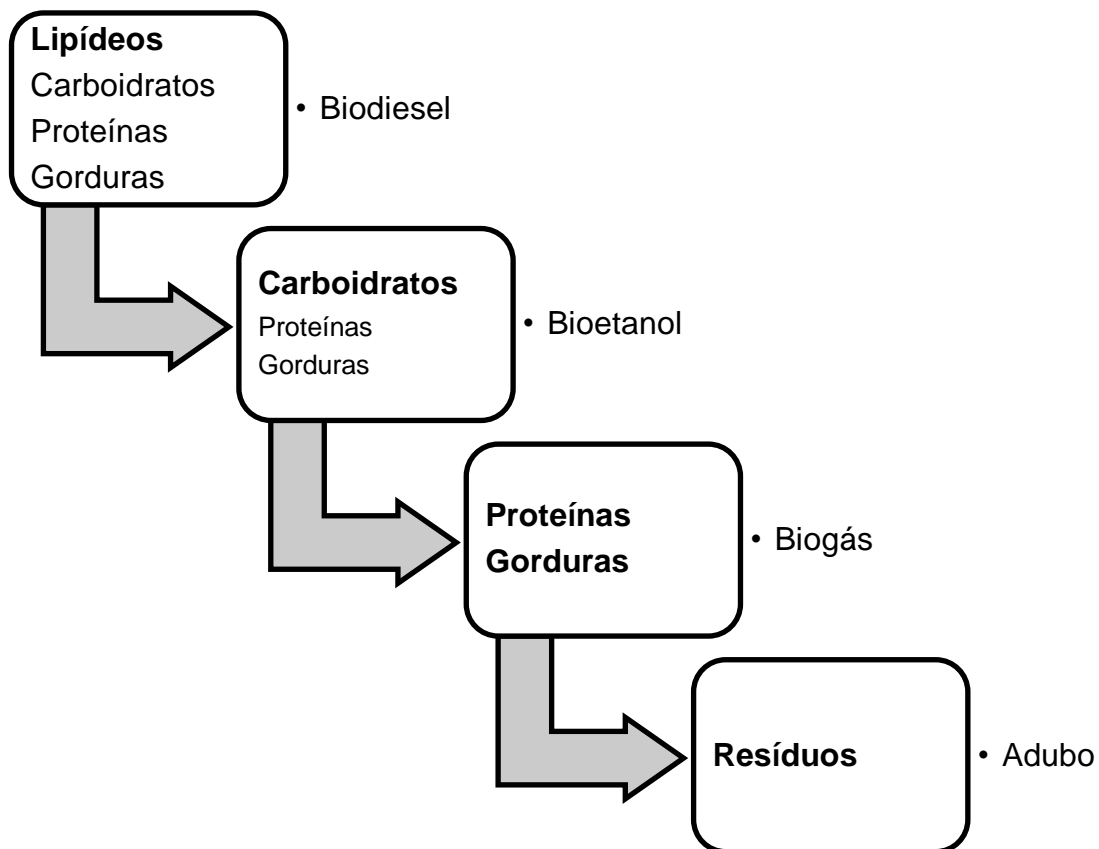 Lipídeos
Carboidratos
Proteínas
Gorduras
• Biodiesel
Carboidratos
Proteínas
Gorduras
• Bioetanol
Proteínas
Gorduras
• Biogás
Resíduos
• Adubo